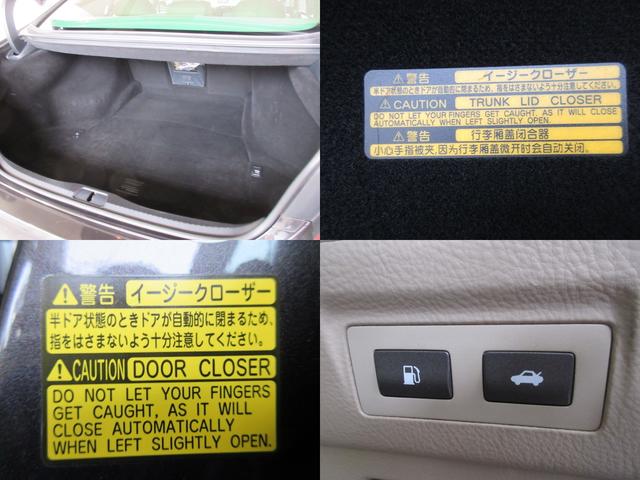 警告 イージークローザー
半ドア状態のときドアが自動的に閉まるため、指をはさまないよう十分注意してください。
CAUTION TRUNK LID CLOSER
DO NOT LET YOUR FINGERS GET CAUGHT, AS IT WILL CLOSE
AUTOMATICALLY WHEN LEFT SLIGHTLY OPEN.
警告 行李厢盖闭合器
小心手指被夹,因为行李厢盖微开时会自动关闭。
警告 イージークローザー
半ドア状態のときドアが自動的に閉まるため、
指をはさまないよう十分注意してください。
CAUTION DOOR CLOSER
DO NOT LET YOUR FINGERS
GET CAUGHT, AS IT WILL
CLOSE AUTOMATICALLY
WHEN LEFT SLIGHTLY OPEN.